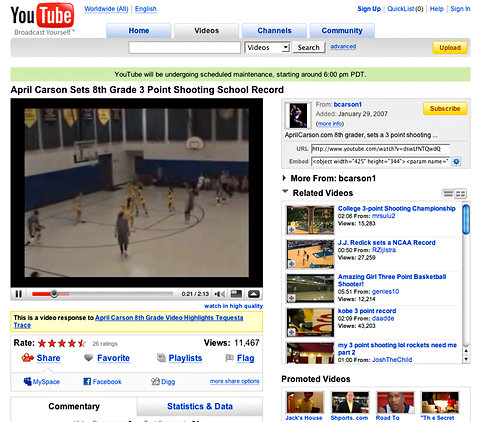 You Tube
Broadcast Yourself™
Worldwide (All) | English
Sign Up | QuickList (0) | Help | Sign In
Home Videos Channels Community
Videos Search advanced Upload
YouTube will be undergoing scheduled maintenance, starting around 6:00 pm PDT.
April Carson Sets 8th Grade 3 Point Shooting School Record
0:21 / 2:13
watch in high quality
This is a video response to April Carson 8th Grade Video Highlights Tequesta
Trace
Rate: 26 ratings Views: 11,467
Share Favorite Playlists Flag
MySpace Facebook Digg more share options
Commentary Statistics & Data
From: bcarson1
Added: January 29, 2007
(more info)
Subscribe
AprilCarson.com 8th grader, sets a 3 point shooting ...
URL http://www.youtube.com/watch?v=
Embed <object width="425" height="344"><param name="
More From: bcarson1
Related Videos
College 3-point Shooting Championship
02:06 From: mrsulu2
Views: 15,283
J.J. Redick sets a NCAA Record
00:50 From: RZijlstra
Views: 27,259
Amazing Girl Three Point Basketball
Shooter!
05:51 From: genies10
Views: 12,214
kobe 3 point record
02:09 From: daadde
Views: 43,203
my 3 point shooting lol rockets need me
part 2
01:00 From: JoshTheChild
Promoted Videos
Jack's House
Shports. com
Road To
"The Secret